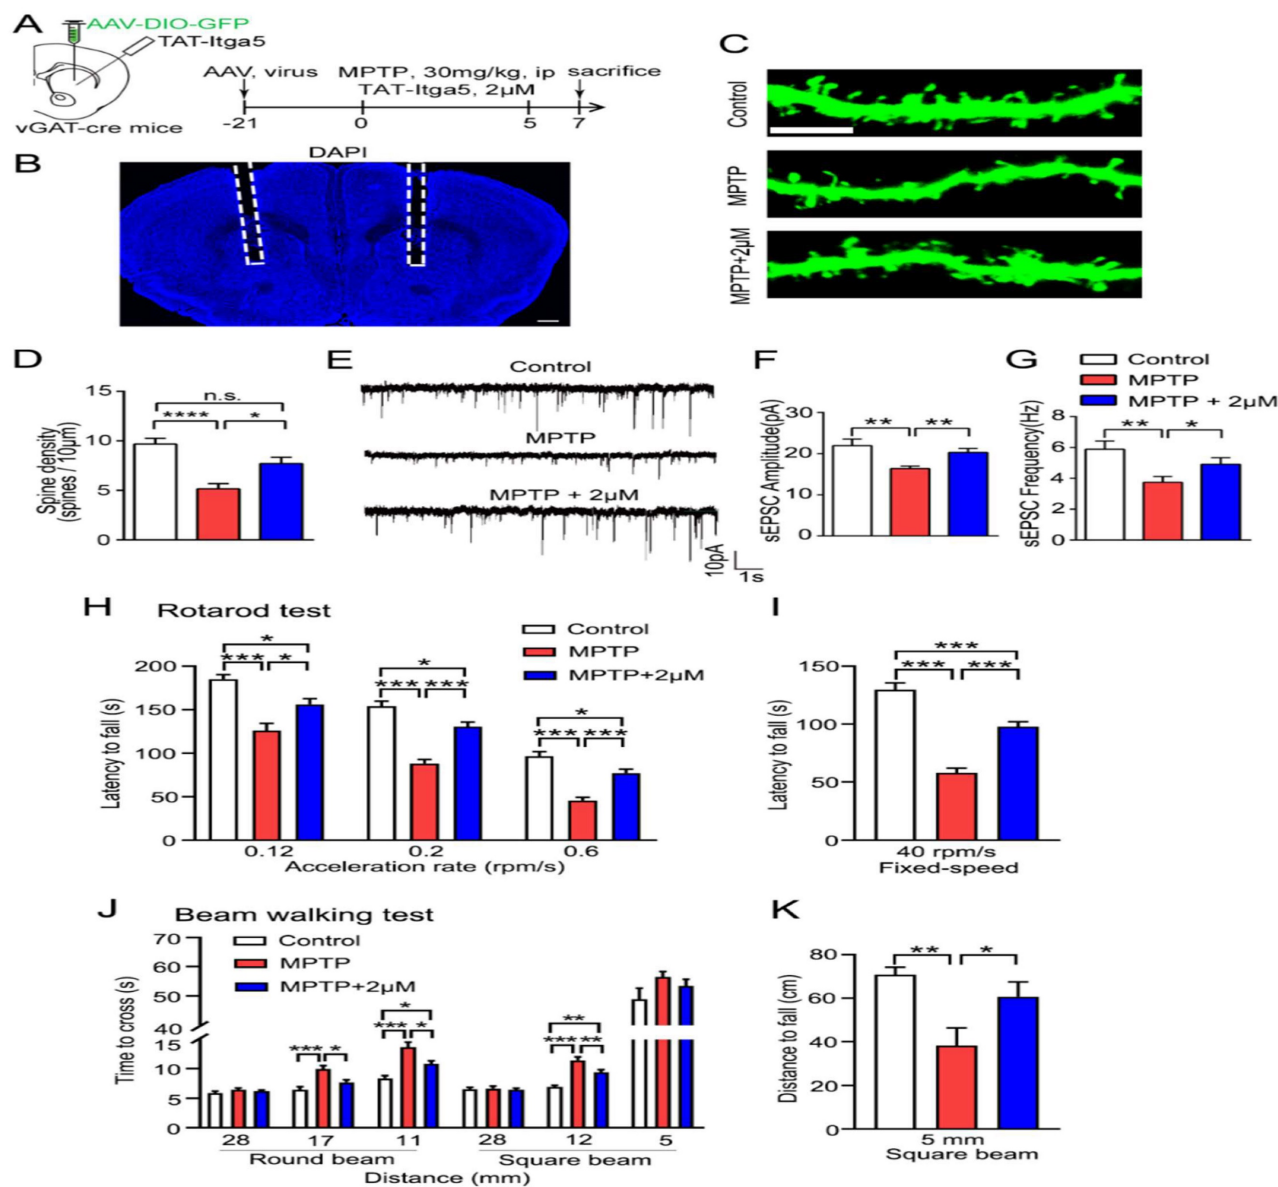 A
AAV-DIO-GFP
TAT-Itga5
vGAT-cre mice
AAV, virus
MPTP, 30mg/kg, ip
sacrifice
TAT-Itga5, 2μM
-21
0
5
7
B
DAPI
C
Control
MPTP
MPTP+2μM
D
Spine density
(spines / 10μm)
15
10
5
0
n.s.
****
*
E
Control
MPTP
MPTP + 2μM
10pA
1s
F
sEPSC Amplitude(pA)
30
20
10
0
**
**
G
Control
MPTP
MPTP + 2μM
sEPSC Frequency(Hz)
8
6
4
2
0
**
*
H
Rotarod test
Control
MPTP
MPTP+2μM
Latency to fall (s)
200
150
100
50
0
*
***
*
*
***
***
*
***
***
0.12
0.2
0.6
Acceleration rate (rpm/s)
I
Latency to fall (s)
150
100
50
0
***
***
***
40 rpm/s
Fixed-speed
J
Beam walking test
Control
MPTP
MPTP+2μM
Time to cross (s)
70
60
50
40
15
10
5
0
***
*
*
***
*
**
***
**
28
17
11
28
12
5
Round beam
Square beam
Distance (mm)
K
Distance to fall (cm)
80
60
40
20
0
**
*
5 mm
Square beam